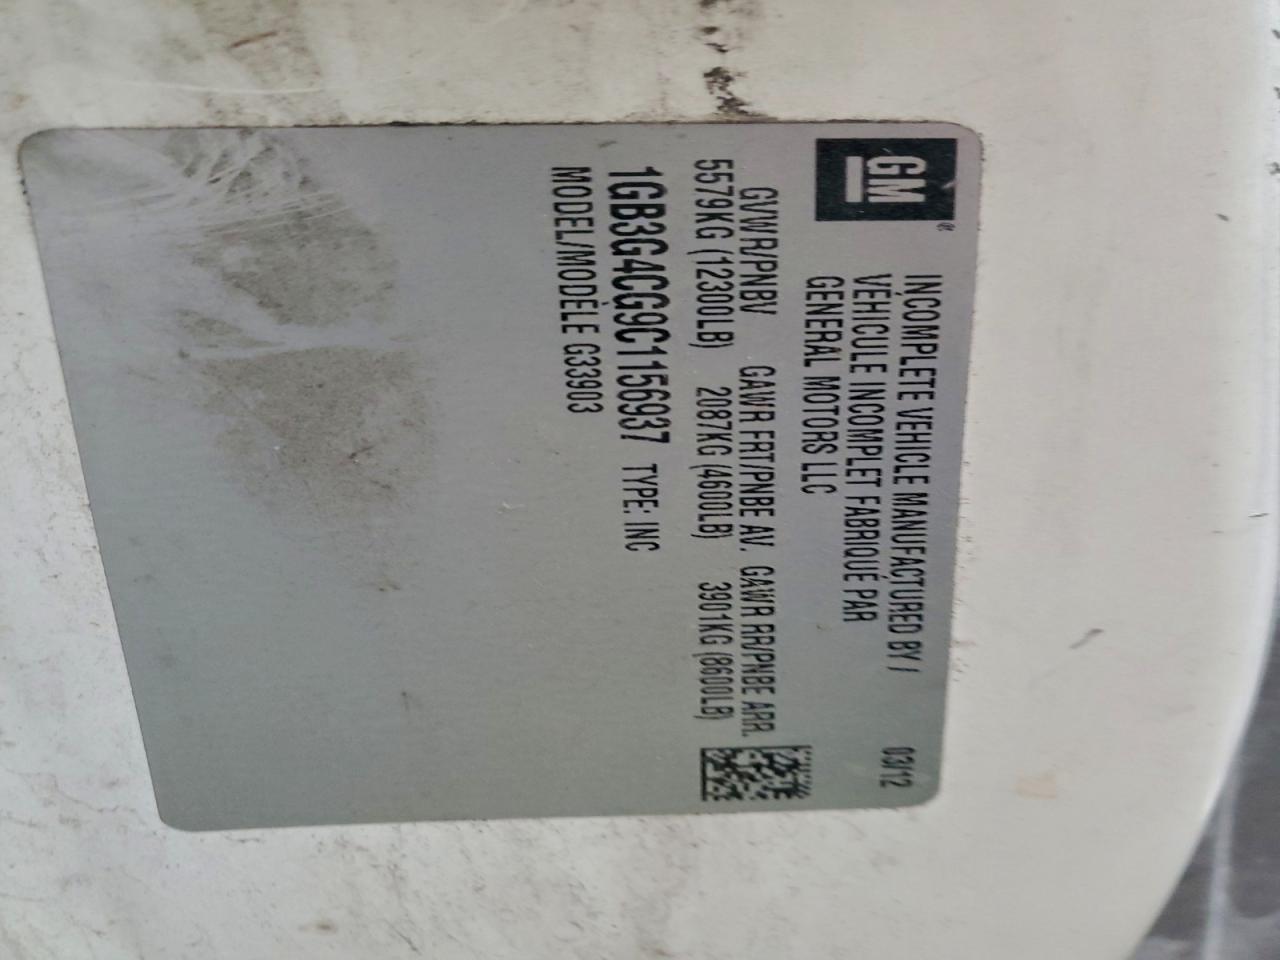 GM®
INCOMPLETE VEHICLE MANUFACTURED BY / 03/12
VÉHICULE INCOMPLET FABRIQUÉ PAR
GENERAL MOTORS LLC
GVWR/PNBV GAWR FRT/PNBE AV. GAWR RR/PNBE ARR.
5579KG (12300LB) 2087KG (4600LB) 3901KG (8600LB)
1GB3G4CG9C1156937 TYPE: INC
MODEL/MODÈLE G33903